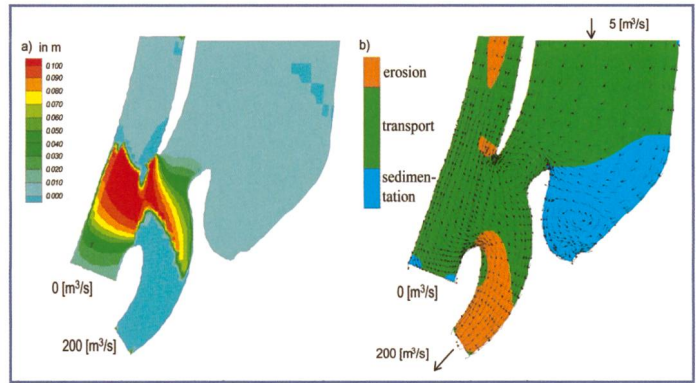 a) in m
0.100
0.090
0.080
0.070
0.060
0.050
0.040
0.030
0.020
0.010
0.000
0 [m³/s]
200 [m³/s]
b)
5 [m³/s]
erosion
transport
sedimen-
tation
0 [m³/s]
200 [m³/s]